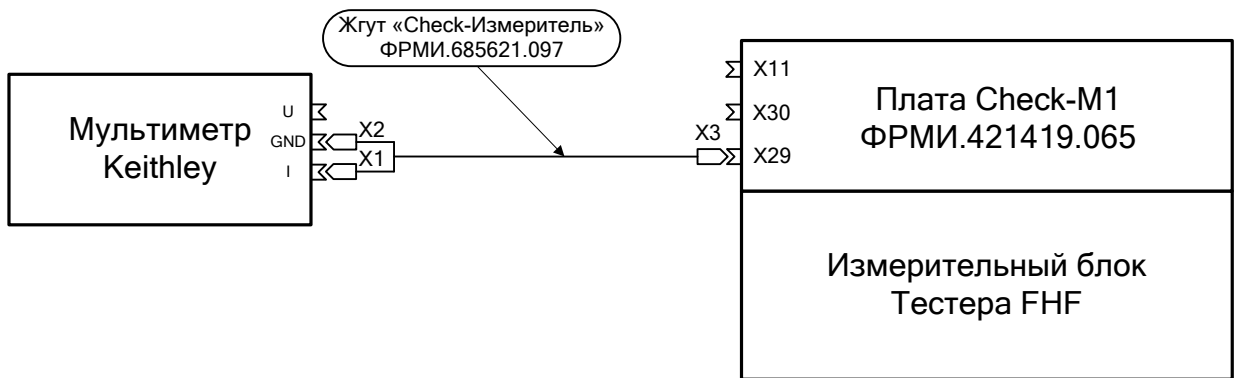 Жгут «Check-Измеритель»
ФРМИ.685621.097
Мультиметр
Keithley
U
GND
I
X2
X1
X3
X11
X30
X29
Плата Check-M1
ФРМИ.421419.065
Измерительный блок
Тестера FHF